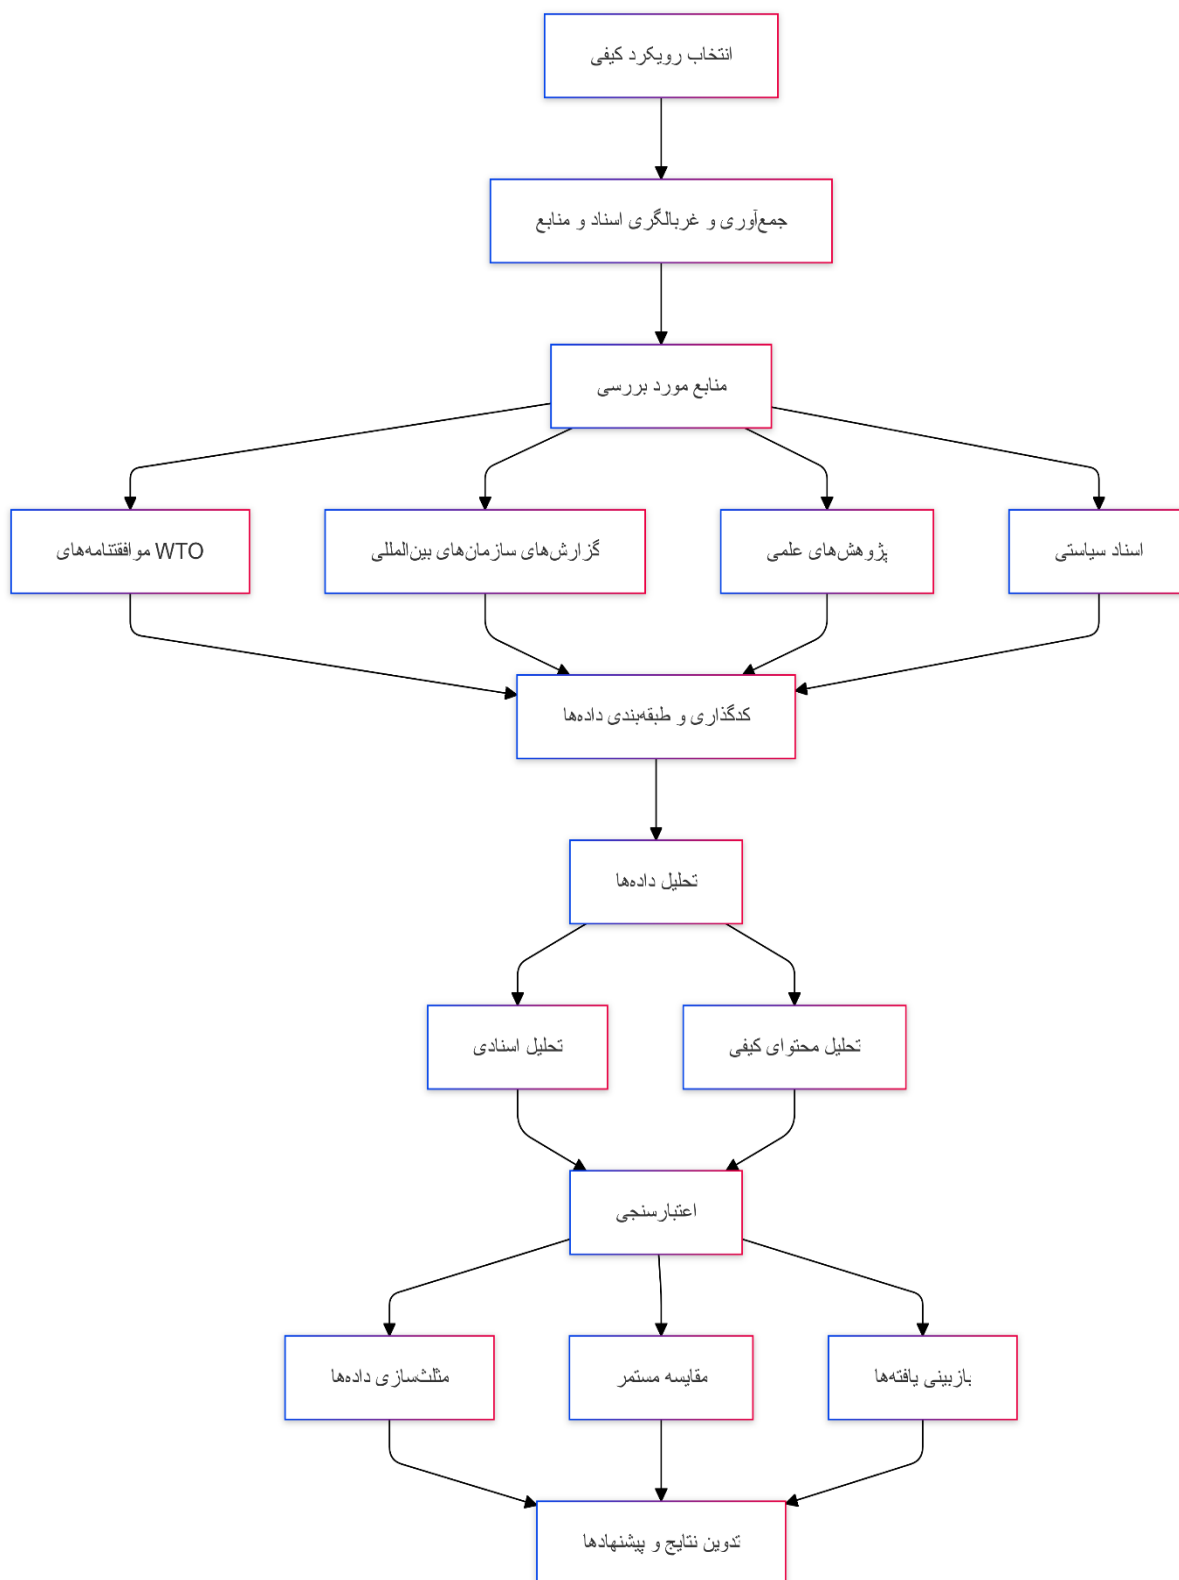 انتخاب رویکرد کیفی
جمع‌آوری و غربالگری اسناد و منابع
منابع مورد بررسی
اسناد سیاستی
پژوهش‌های علمی
گزارش‌های سازمان‌های بین‌المللی
موافقتنامه‌های WTO
کدگذاری و طبقه‌بندی داده‌ها
تحلیل داده‌ها
تحلیل محتوای کیفی
تحلیل اسنادی
اعتبارسنجی
بازبینی یافته‌ها
مقایسه مستمر
مثلث‌سازی داده‌ها
تدوین نتایج و پیشنهادها